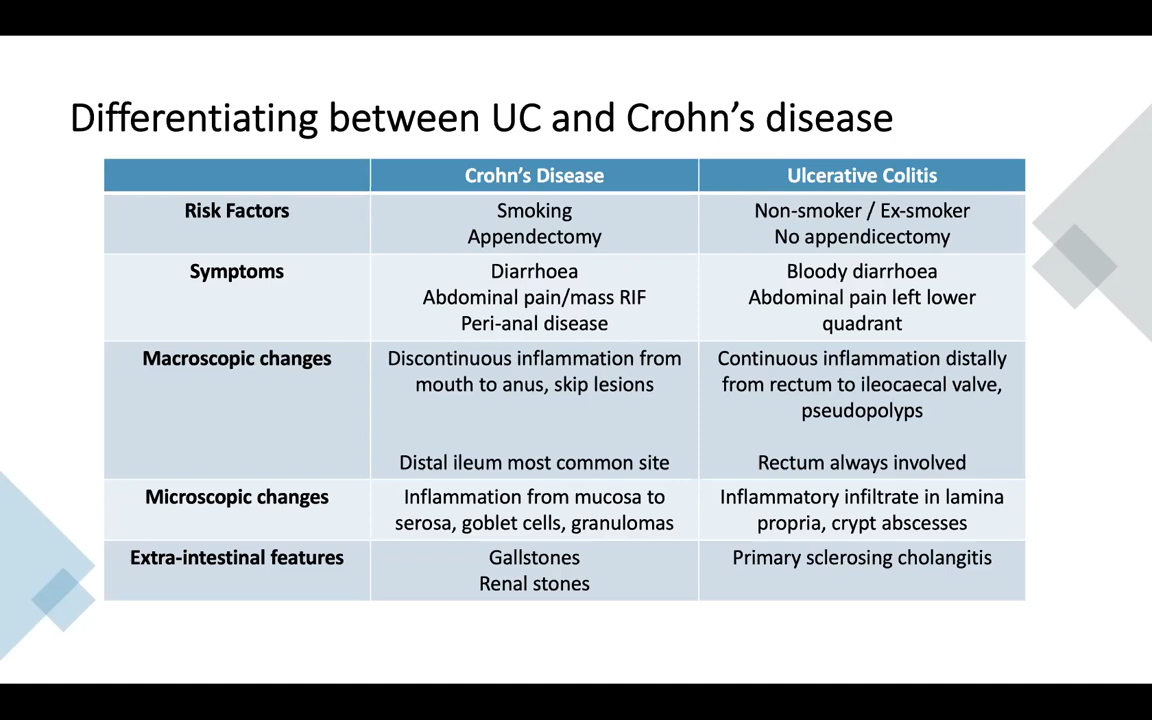 Differentiating between UC and Crohn's disease
Crohn's Disease
Ulcerative Colitis
Risk Factors
Smoking
Appendectomy
Non-smoker / Ex-smoker
No appendicectomy
Symptoms
Diarrhoea
Abdominal pain/mass RIF
Peri-anal disease
Bloody diarrhoea
Abdominal pain left lower
quadrant
Macroscopic changes
Discontinuous inflammation from
mouth to anus, skip lesions
Distal ileum most common site
Continuous inflammation distally
from rectum to ileocaecal valve,
pseudopolyps
Rectum always involved
Microscopic changes
Inflammation from mucosa to
serosa, goblet cells, granulomas
Inflammatory infiltrate in lamina
propria, crypt abscesses
Extra-intestinal features
Gallstones
Renal stones
Primary sclerosing cholangitis